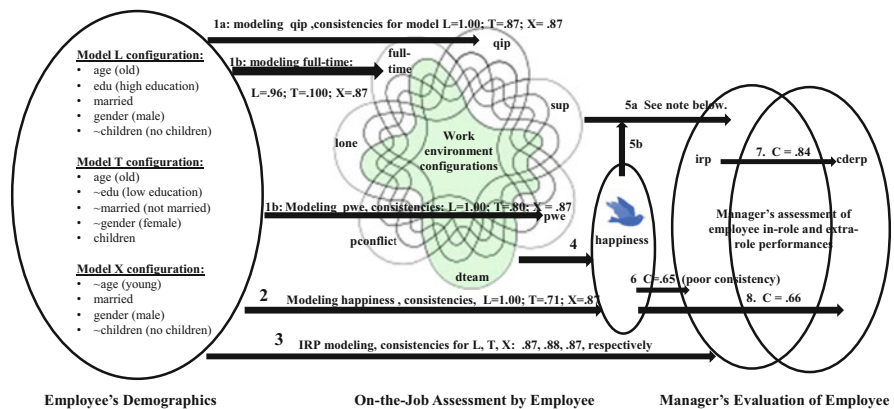 1a: modeling qip ,consistencies for model L=1.00; T=.87; X= .87
Model L configuration:
• age (old)
• edu (high education)
• married
• gender (male)
• ~children (no children)
Model T configuration:
• age (old)
• ~edu (low education)
• ~married (not married)
• ~gender (female)
• children
Model X configuration:
• ~age (young)
• married
• gender (male)
• ~children (no children)
1b: modeling full-time:
L=.96; T=.100; X=.87
full-
time
qip
sup
lone
Work
environment
configurations
1b: Modeling pwe, consistencies: L=1.00; T=.80; X = .87
pwe
pconflict
dteam
4
5a See note below.
5b
happiness
irp
7. C = .84
cderp
Manager's assessment of
employee in-role and extra-
role performances
6 C=.65 (poor consistency)
8. C = .66
2 Modeling happiness , consistencies, L=1.00; T=.71; X=.87
3 IRP modeling, consistencies for L, T, X: .87, .88, .87, respectively
Employee's Demographics
On-the-Job Assessment by Employee
Manager's Evaluation of Employee